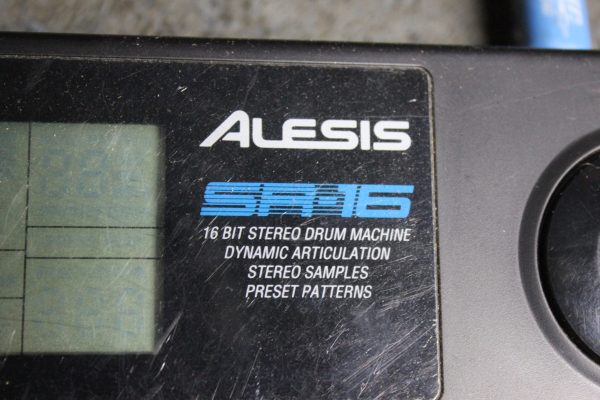 ALESIS
SR-16
16 BIT STEREO DRUM MACHINE
DYNAMIC ARTICULATION
STEREO SAMPLES
PRESET PATTERNS